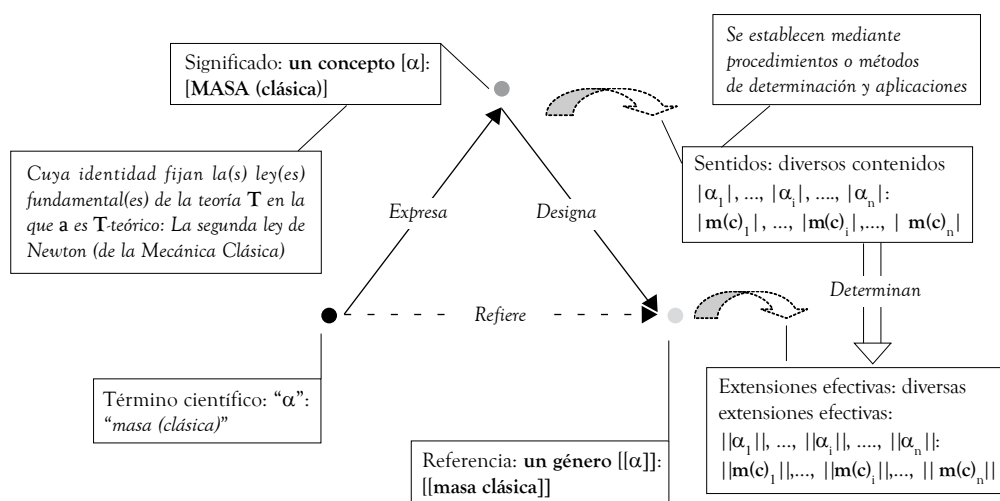 Significado: un concepto [α]:
[MASA (clásica)]
Se establecen mediante
procedimientos o métodos
de determinación y aplicaciones
Cuya identidad fijan la(s) ley(es)
fundamental(es) de la teoría T en la
que a es T-teórico: La segunda ley de
Newton (de la Mecánica Clásica)
Expresa
Designa
Sentidos: diversos contenidos
|α1|, ..., |αi|, ...., |αn|:
|m(c)1|, ..., |m(c)i|,..., | m(c)n|
Refiere
Determinan
Término científico: “α”:
“masa (clásica)”
Extensiones efectivas: diversas
extensiones efectivas:
||α1||, ..., ||αi||, ...., ||αn||:
||m(c)1||,..., ||m(c)i||,..., || m(c)n||
Referencia: un género [[α]]:
[[masa clásica]]